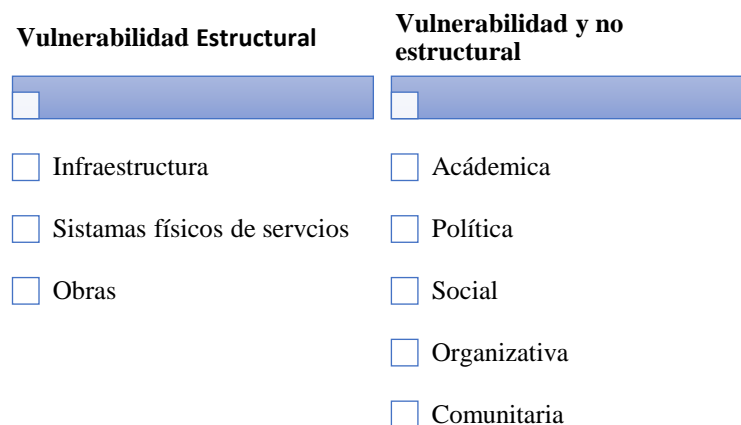 Vulnerabilidad Estructural
Infraestructura
Sistamas físicos de servcios
Obras
Vulnerabilidad y no
estructural
Acádemica
Política
Social
Organizativa
Comunitaria